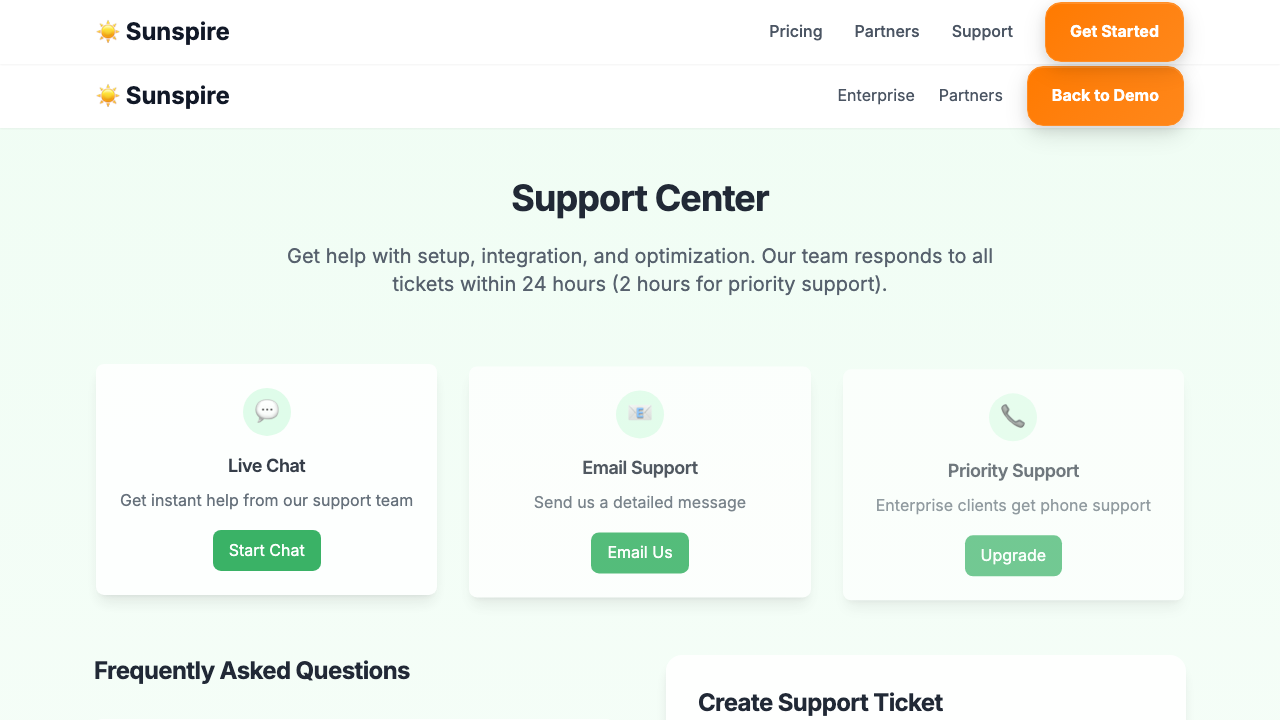 Sunspire
Pricing
Partners
Support
Get Started
Sunspire
Enterprise
Partners
Back to Demo
Support Center
Get help with setup, integration, and optimization. Our team responds to all
tickets within 24 hours (2 hours for priority support).
Live Chat
Get instant help from our support team
Start Chat
Email Support
Send us a detailed message
Email Us
Priority Support
Enterprise clients get phone support
Upgrade
Frequently Asked Questions
Create Support Ticket